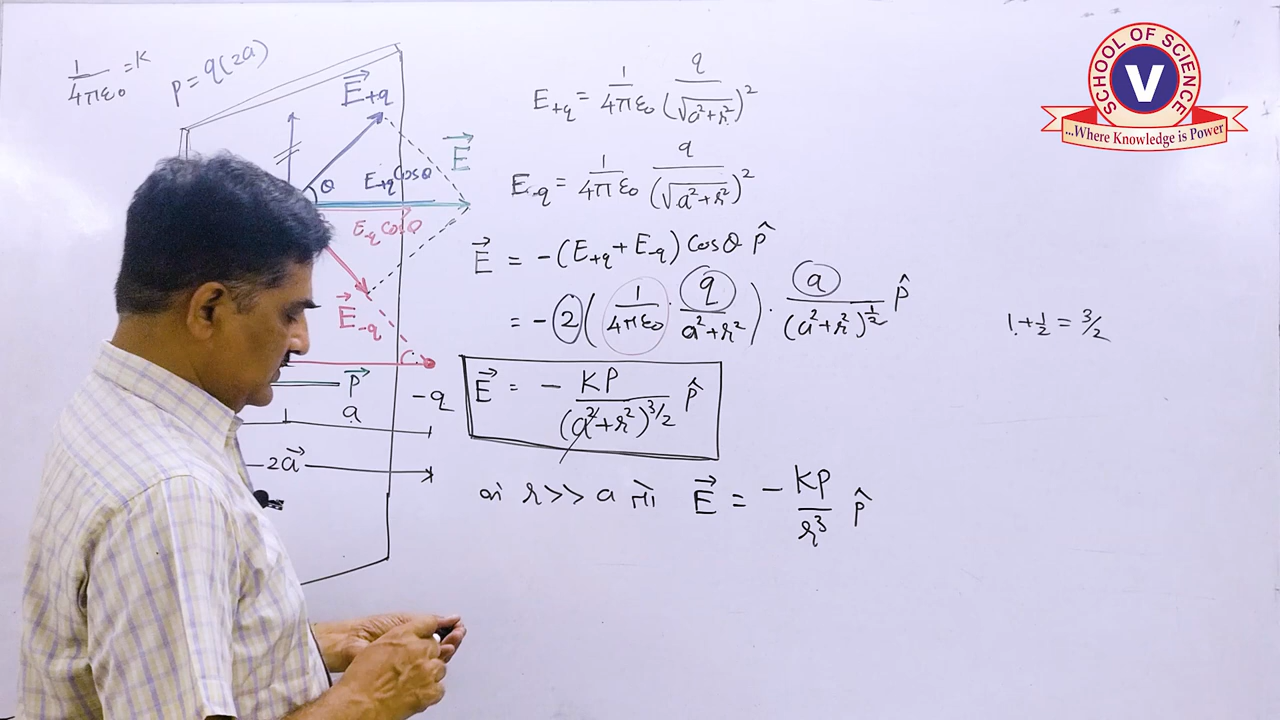 1/4πε₀ = K
p = q(2a)
E⃗₊q
E⃗
θ
E₊q Cosθ
E₋q Cosθ
E⃗₋q
P⃗
-q
a
2a⃗
E₊q = 1/4πε₀ q/(√a²+r²)²
E₋q = 1/4πε₀ q/(√a²+r²)²
E⃗ = -(E₊q + E₋q) Cosθ P̂
= -2(1/4πε₀ · q/a²+r²) · a/(a²+r²)^½ P̂
1 + ½ = 3/2
E⃗ = - KP/(a²+r²)^3/2 P̂
r >> a
E⃗ = - KP/r³ P̂
SCHOOL OF SCIENCE
V
...Where Knowledge is Power